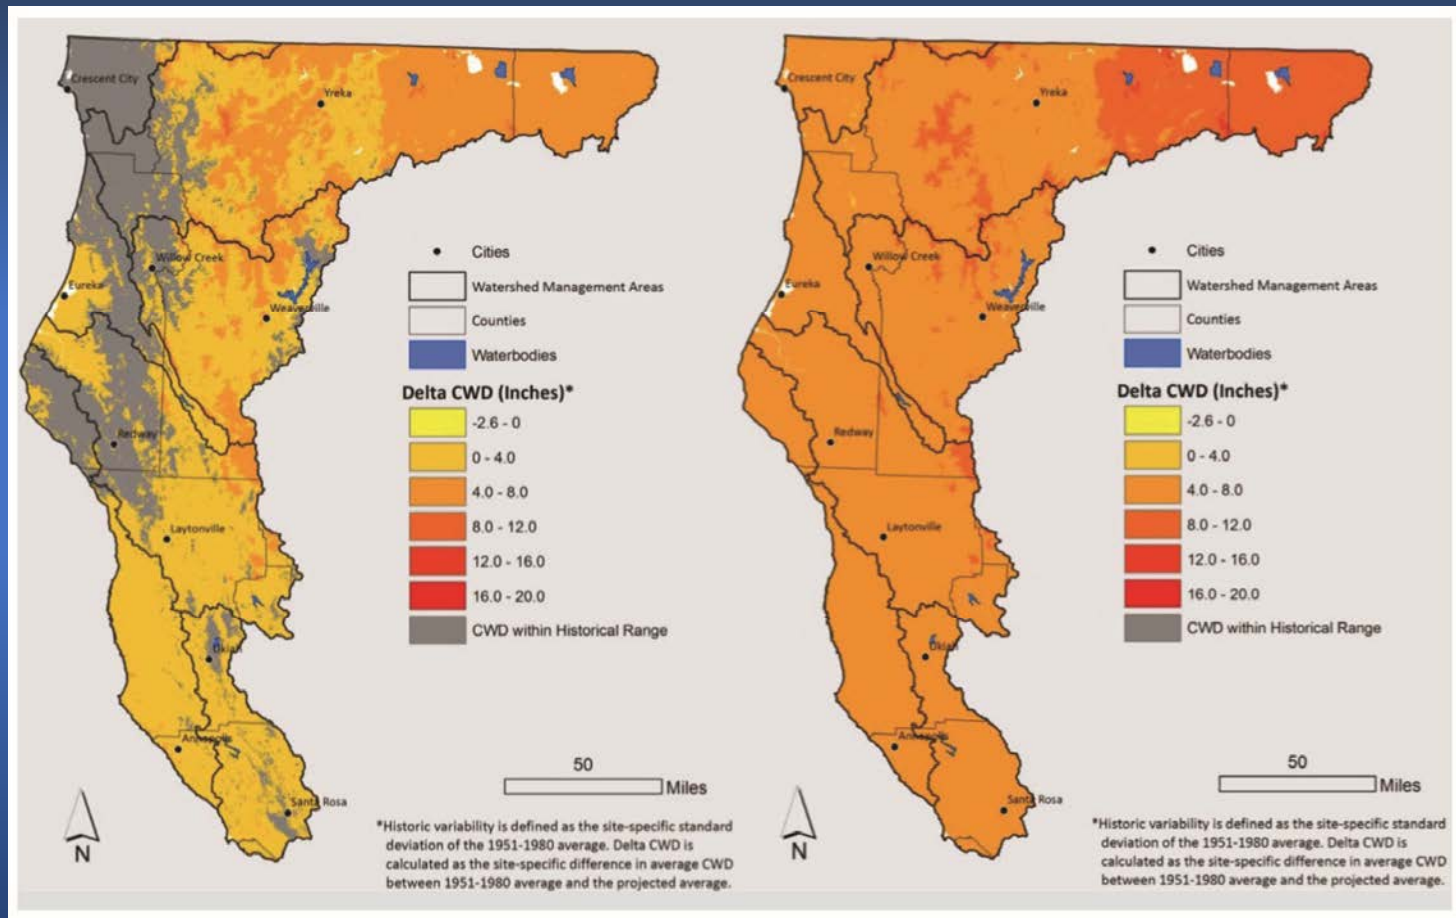 Crescent City
Yreka
Willow Creek
Eureka
Weaverville
Redway
Laytonville
Ukiah
Annapolis
Santa Rosa
Cities
Watershed Management Areas
Counties
Waterbodies
Delta CWD (Inches)*
-2.6 - 0
0 - 4.0
4.0 - 8.0
8.0 - 12.0
12.0 - 16.0
16.0 - 20.0
CWD within Historical Range
50
Miles
N
*Historic variability is defined as the site-specific standard
deviation of the 1951-1980 average. Delta CWD is
calculated as the site-specific difference in average CWD
between 1951-1980 average and the projected average.
Crescent City
Yreka
Willow Creek
Eureka
Weaverville
Redway
Laytonville
Ukiah
Annapolis
Santa Rosa
Cities
Watershed Management Areas
Counties
Waterbodies
Delta CWD (Inches)*
-2.6 - 0
0 - 4.0
4.0 - 8.0
8.0 - 12.0
12.0 - 16.0
16.0 - 20.0
CWD within Historical Range
50
Miles
N
*Historic variability is defined as the site-specific standard
deviation of the 1951-1980 average. Delta CWD is
calculated as the site-specific difference in average CWD
between 1951-1980 average and the projected average.